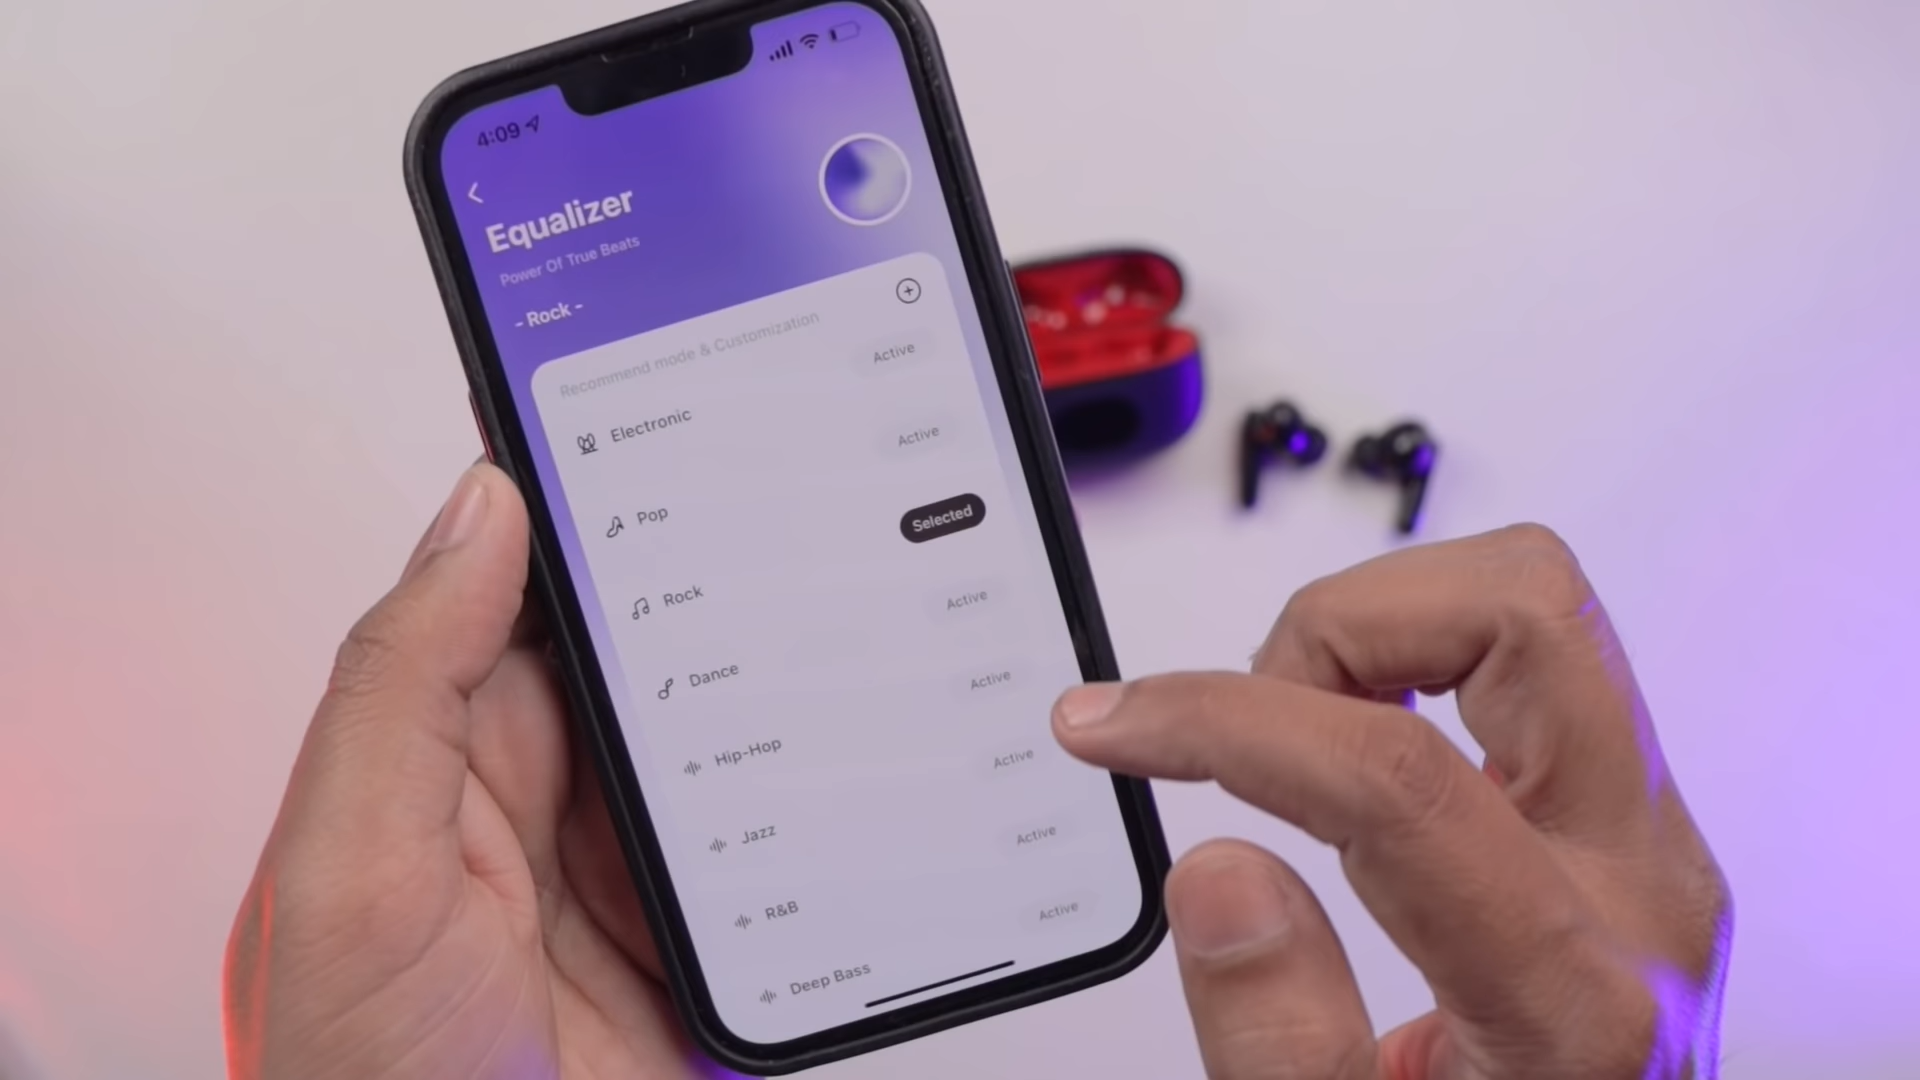 4:09
Equalizer
Power Of True Beats
- Rock -
Recommend mode & Customization
Electronic Active
Pop Active
Rock Selected
Dance Active
Hip-Hop Active
Jazz Active
R&B Active
Deep Bass Active